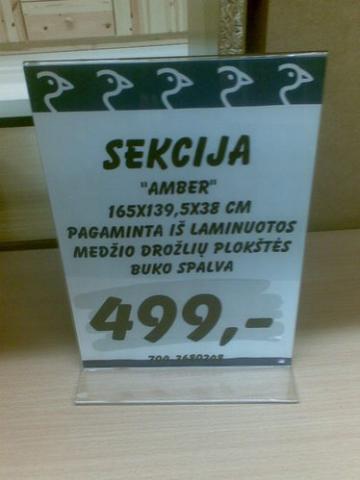 SEKCIJA
"AMBER"
165X139,5X38 CM
PAGAMINTA IŠ LAMINUOTOS
MEDŽIO DROŽLIŲ PLOKŠTĖS
BUKO SPALVA
499,-